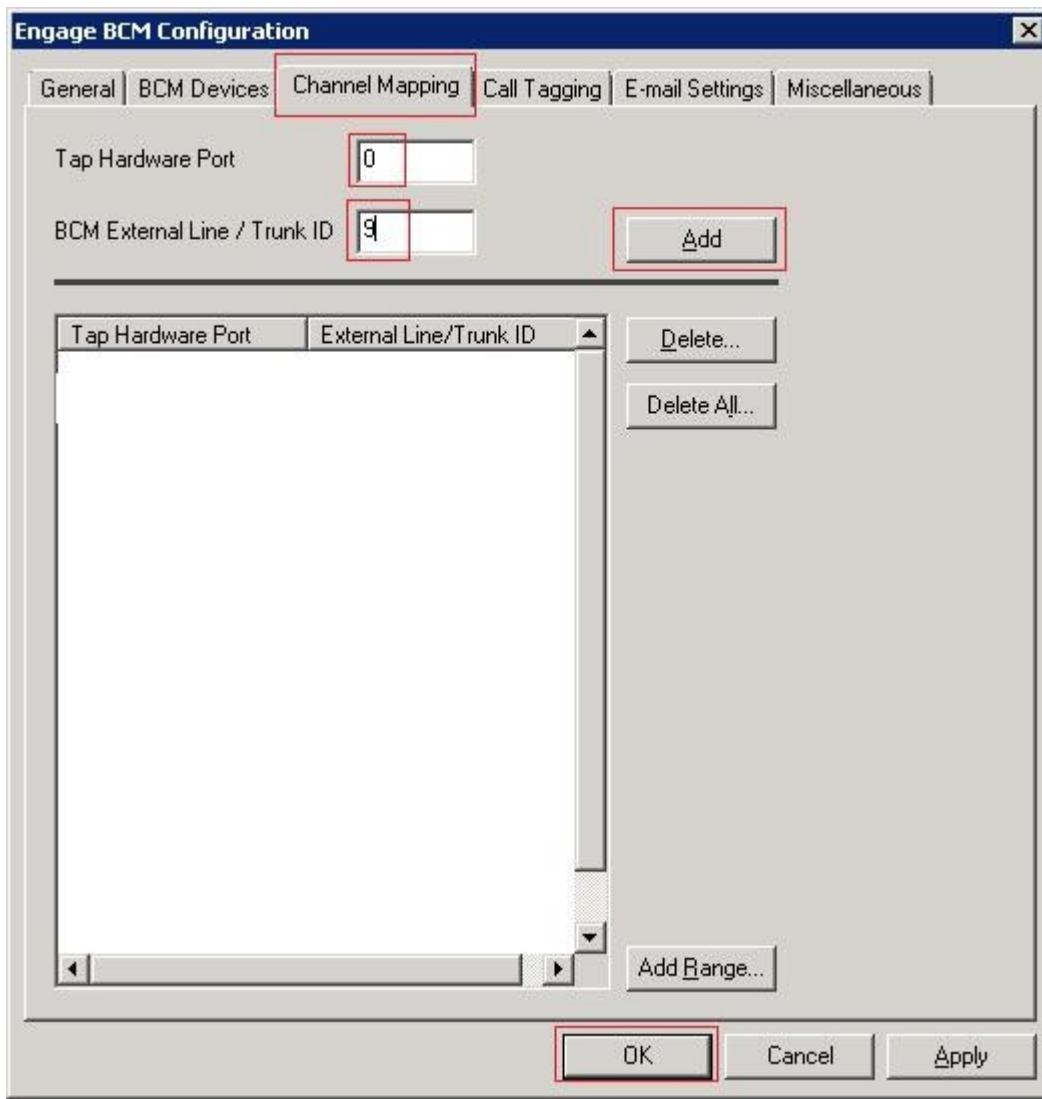 Engage BCM Configuration
General BCM Devices Channel Mapping Call Tagging E-mail Settings Miscellaneous
Tap Hardware Port 0
BCM External Line / Trunk ID 9
Add
Tap Hardware Port External Line/Trunk ID
Delete...
Delete All...
Add Range...
OK Cancel Apply